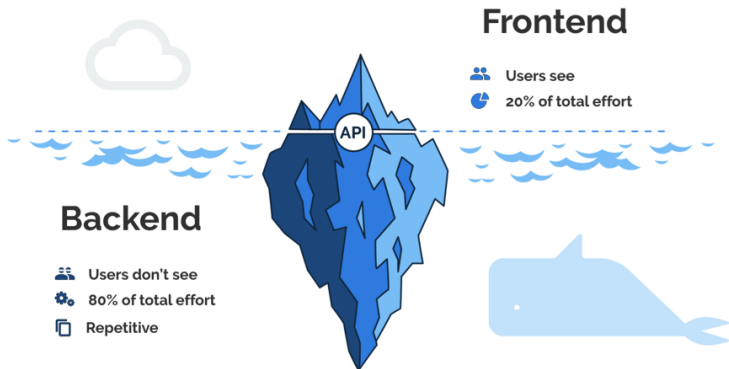 Frontend
Users see
20% of total effort
API
Backend
Users don't see
80% of total effort
Repetitive